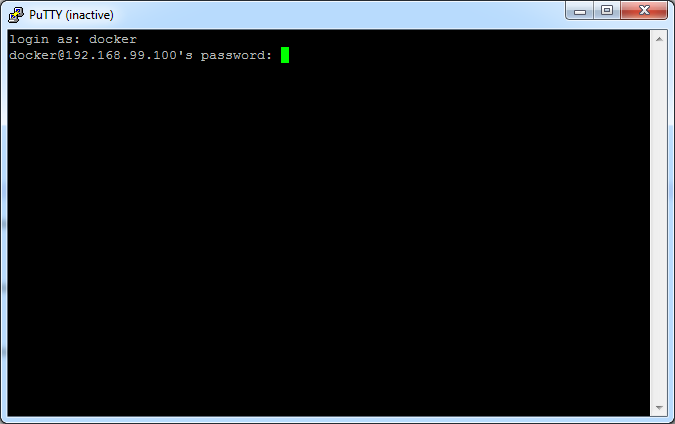 PuTTY (inactive)
login as: docker
docker@192.168.99.100's password: